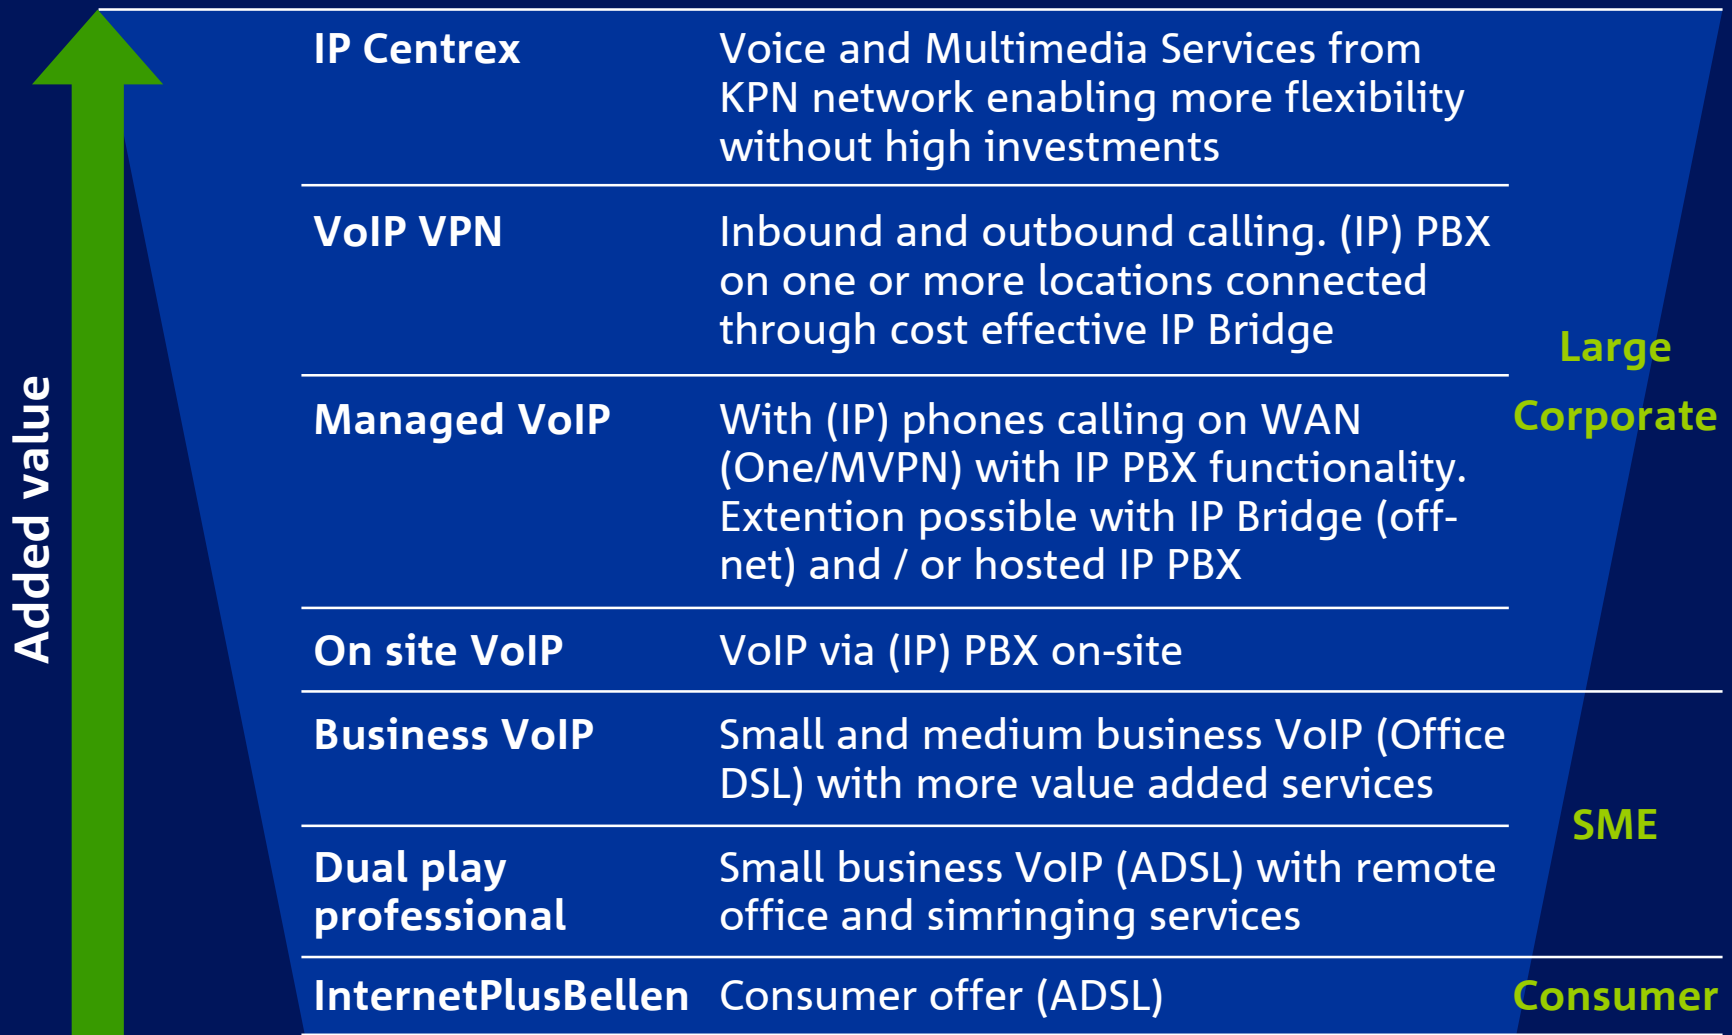 Added value
IP Centrex
Voice and Multimedia Services from
KPN network enabling more flexibility
without high investments
VoIP VPN
Inbound and outbound calling. (IP) PBX
on one or more locations connected
through cost effective IP Bridge
Managed VoIP
With (IP) phones calling on WAN
(One/MVPN) with IP PBX functionality.
Extention possible with IP Bridge (off-
net) and / or hosted IP PBX
On site VoIP
VoIP via (IP) PBX on-site
Large
Corporate
Business VoIP
Small and medium business VoIP (Office
DSL) with more value added services
Dual play
professional
Small business VoIP (ADSL) with remote
office and simringing services
SME
InternetPlusBellen
Consumer offer (ADSL)
Consumer